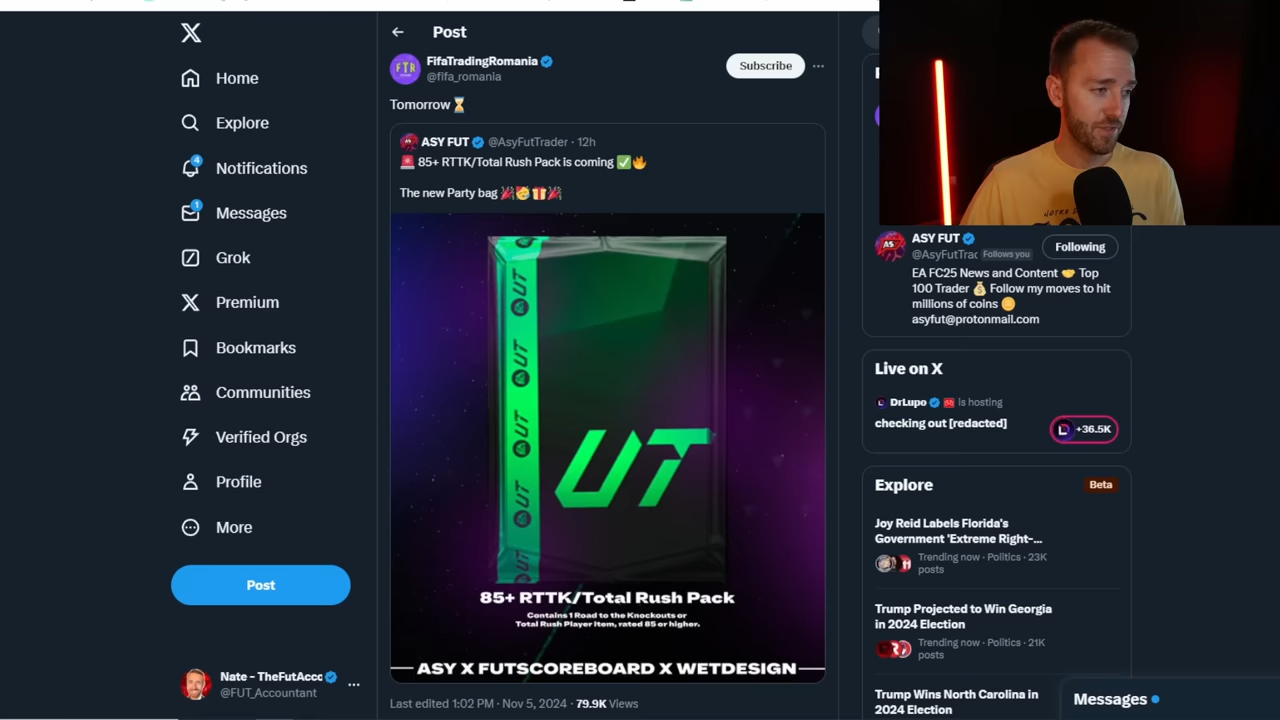 Home
Explore
4
Notifications
1
Messages
Grok
Premium
Bookmarks
Communities
Verified Orgs
Profile
More
Post
Nate - TheFutAccc
@FUT_Accountant
Post
FifaTradingRomania
@fifa_romania
Subscribe
Tomorrow ⏳
ASY FUT @AsyFutTrader · 12h
🚨 85+ RTTK/Total Rush Pack is coming ✅🔥
The new Party bag 🎉🥳🎁🎉
UT
UT
UT
UT
UT
UT
85+ RTTK/Total Rush Pack
Contains 1 Road to the Knockouts or
Total Rush Player Item, rated 85 or higher.
ASY X FUTSCOREBOARD X WETDESIGN
Last edited 1:02 PM · Nov 5, 2024 · 79.9K Views
ASY FUT
@AsyFutTrac Follows you
Following
EA FC25 News and Content 🤝 Top
100 Trader 💰 Follow my moves to hit
millions of coins 🪙
asyfut@protonmail.com
Live on X
DrLupo is hosting
checking out [redacted]
+36.5K
Explore
Beta
Joy Reid Labels Florida's
Government 'Extreme Right-...
Trending now · Politics · 23K
posts
Trump Projected to Win Georgia
in 2024 Election
Trending now · Politics · 21K
posts
Trump Wins North Carolina in
2024 Election
Messages